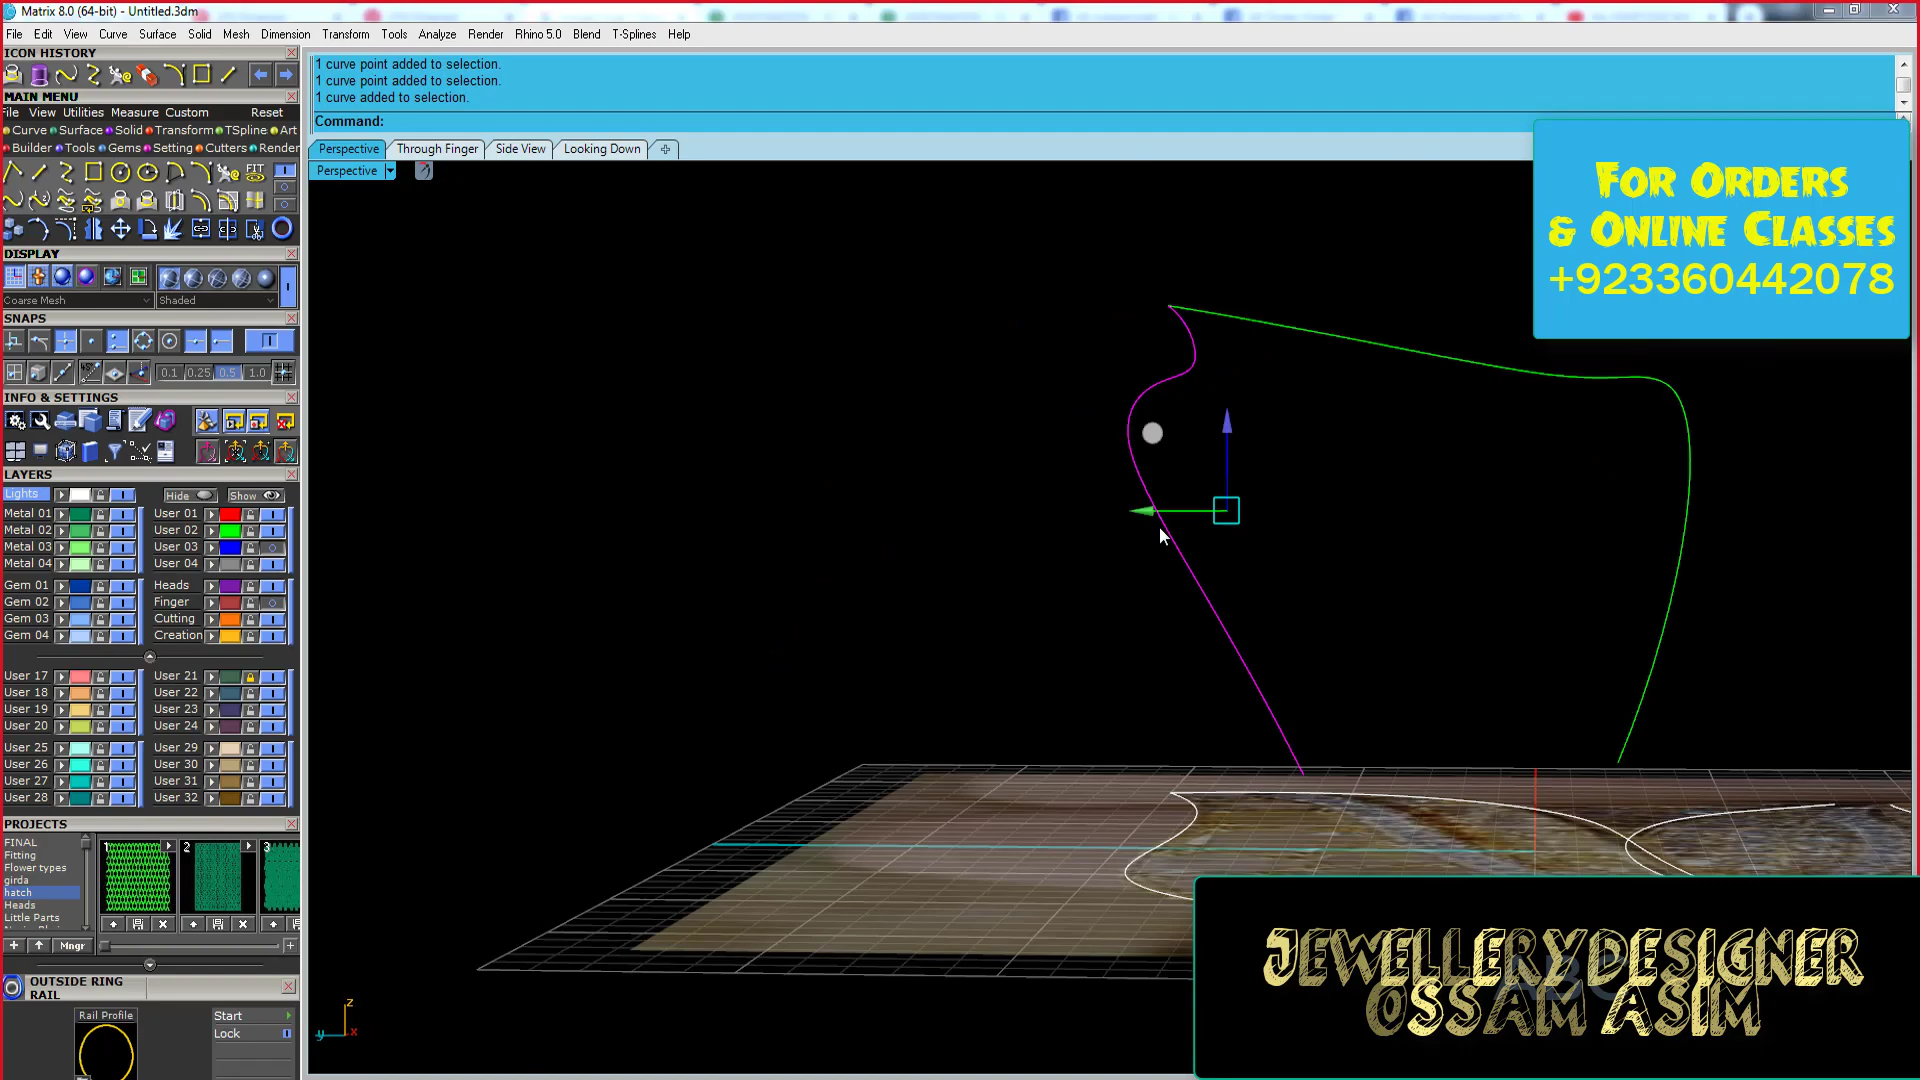 Matrix 8.0 (64-bit) - Untitled.3dm
File Edit View Curve Surface Solid Mesh Dimension Transform Tools Analyze Render Rhino 5.0 Blend T-Splines Help
ICON HISTORY
1 curve point added to selection.
1 curve point added to selection.
1 curve added to selection.
Command:
MAIN MENU
File View Utilities Measure Custom Reset
Curve Surface Solid Transform TSpline Art
Builder Tools Gems Setting Cutters Render
FIT
Perspective Through Finger Side View Looking Down
Perspective
For Orders
& Online Classes
+923360442078
DISPLAY
Coarse Mesh Shaded
SNAPS
0.1 0.25 0.5 1.0
INFO & SETTINGS
LAYERS
Lights Hide Show
Metal 01 User 01
Metal 02 User 02
Metal 03 User 03
Metal 04 User 04
Gem 01 Heads
Gem 02 Finger
Gem 03 Cutting
Gem 04 Creation
User 17 User 21
User 18 User 22
User 19 User 23
User 20 User 24
User 25 User 29
User 26 User 30
User 27 User 31
User 28 User 32
PROJECTS
FINAL
Fitting
Flower types
girda
hatch
Heads
Little Parts
1 2 3
Mngr
OUTSIDE RING
RAIL
Rail Profile
Start
Lock
z
y x
Jewellery Designer
Ossam Asim